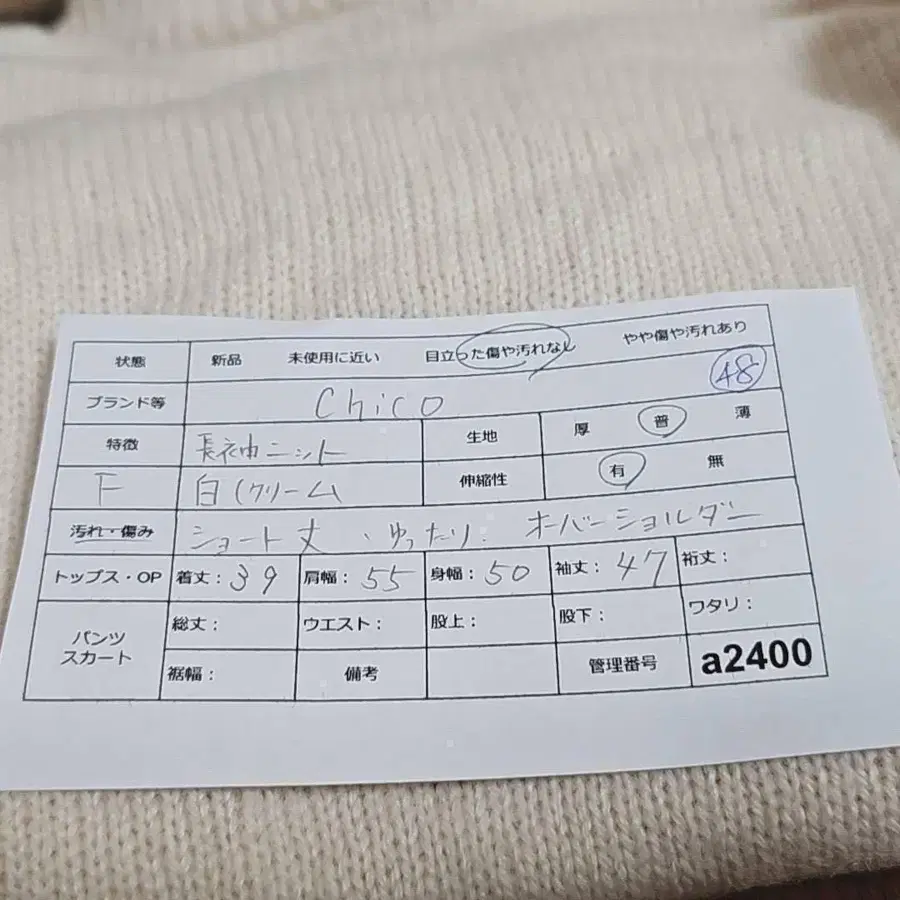 状態 新品 未使用に近い 目立った傷や汚れなし やや傷や汚れあり
ブランド等 Chico 48
特徴 長袖ニット 生地 厚 普 薄
F 白(クリーム 伸縮性 有 無
汚れ・傷み ショート丈、ゆったり、オーバーショルダー
トップス・OP 着丈:39 肩幅:55 身幅:50 袖丈:47 裄丈:
パンツ スカート 総丈: ウエスト: 股上: 股下: ワタリ:
裾幅: 備考 管理番号 a2400